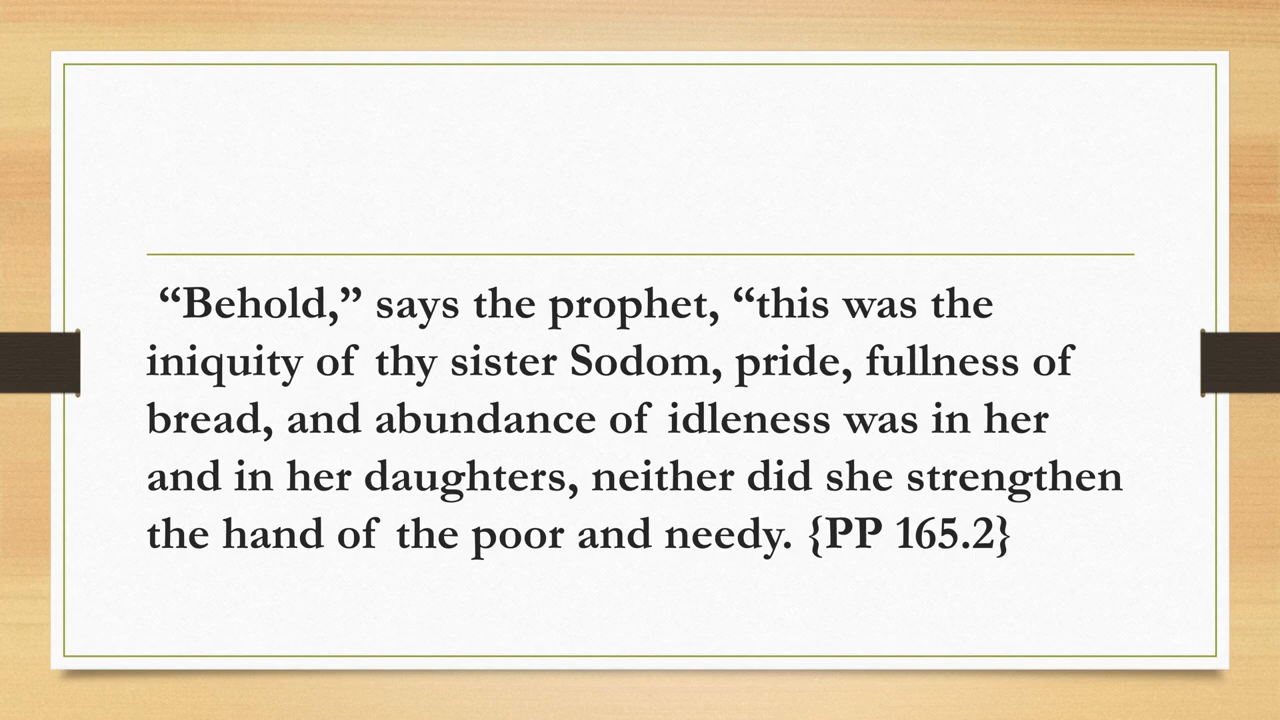 “Behold,” says the prophet, “this was the
iniquity of thy sister Sodom, pride, fullness of
bread, and abundance of idleness was in her
and in her daughters, neither did she strengthen
the hand of the poor and needy. {PP 165.2}